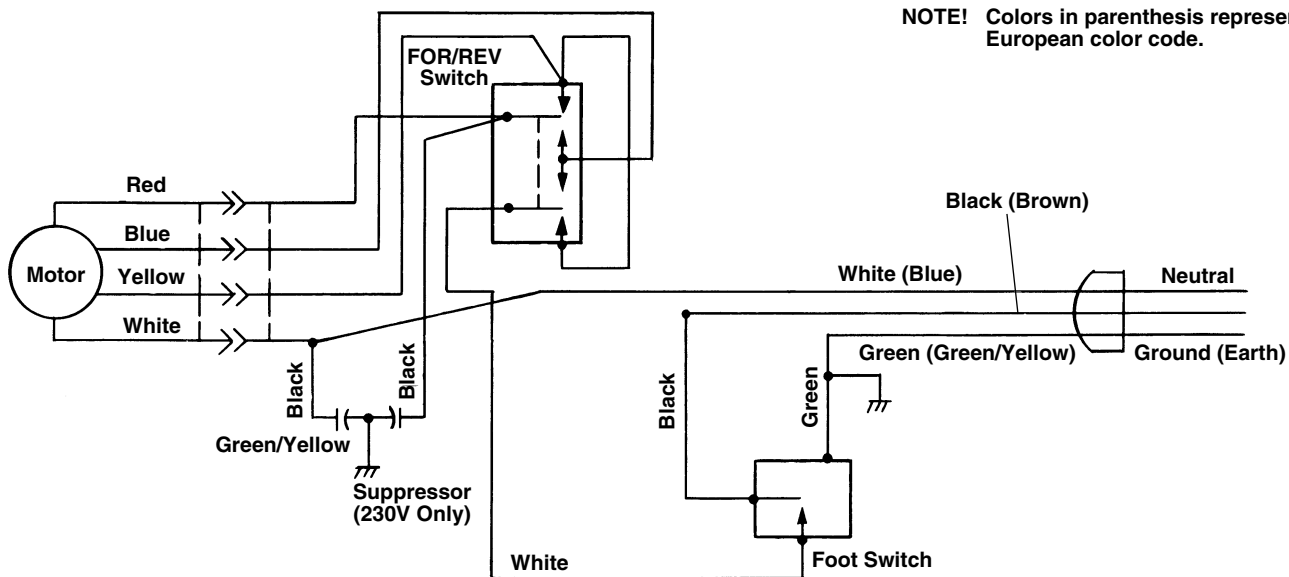 NOTE! Colors in parenthesis represe
European color code.
FOR/REV
Switch
Red
Blue
Motor
Yellow
White
Black (Brown)
White (Blue)
Neutral
Green (Green/Yellow)
Ground (Earth)
Black
Black
Black
Green
Green/Yellow
Suppressor
(230V Only)
White
Foot Switch